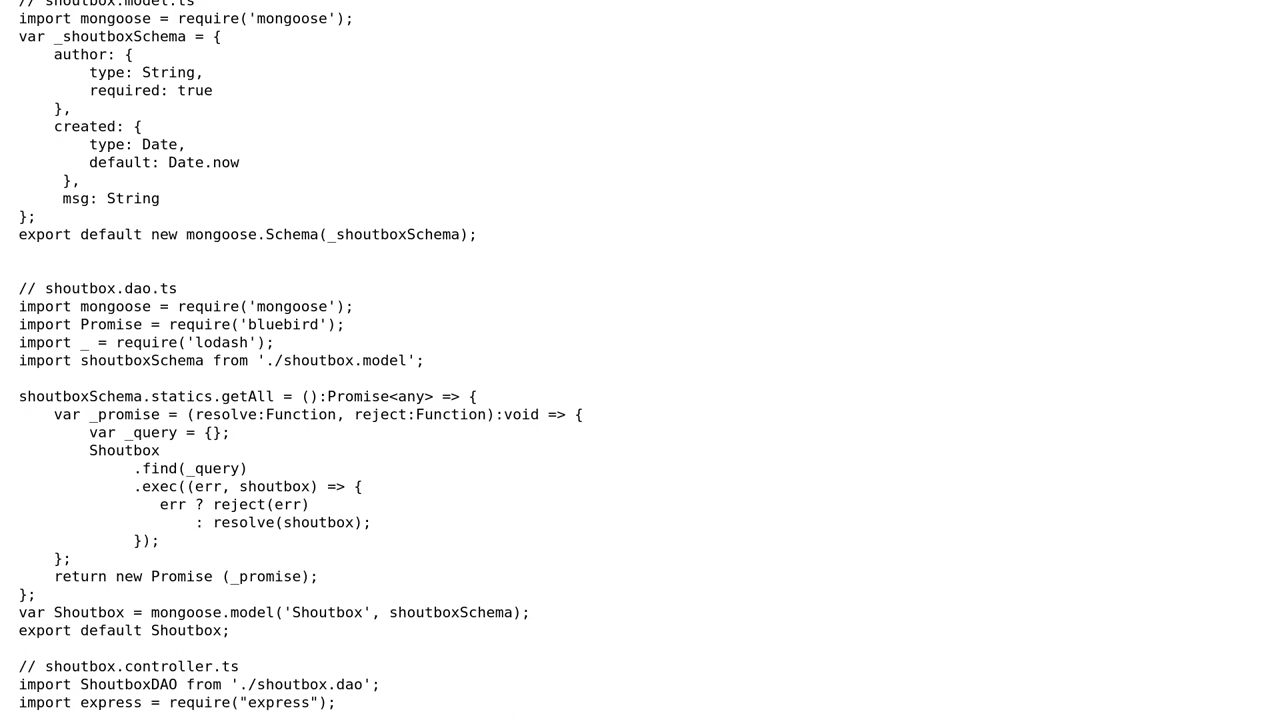 // shoutbox.model.ts
import mongoose = require('mongoose');
var _shoutboxSchema = {
    author: {
        type: String,
        required: true
    },
    created: {
        type: Date,
        default: Date.now
     },
     msg: String
};
export default new mongoose.Schema(_shoutboxSchema);


// shoutbox.dao.ts
import mongoose = require('mongoose');
import Promise = require('bluebird');
import _ = require('lodash');
import shoutboxSchema from './shoutbox.model';

shoutboxSchema.statics.getAll = ():Promise<any> => {
    var _promise = (resolve:Function, reject:Function):void => {
        var _query = {};
        Shoutbox
             .find(_query)
             .exec((err, shoutbox) => {
                err ? reject(err)
                    : resolve(shoutbox);
             });
    };
    return new Promise (_promise);
};
var Shoutbox = mongoose.model('Shoutbox', shoutboxSchema);
export default Shoutbox;

// shoutbox.controller.ts
import ShoutboxDAO from './shoutbox.dao';
import express = require("express");